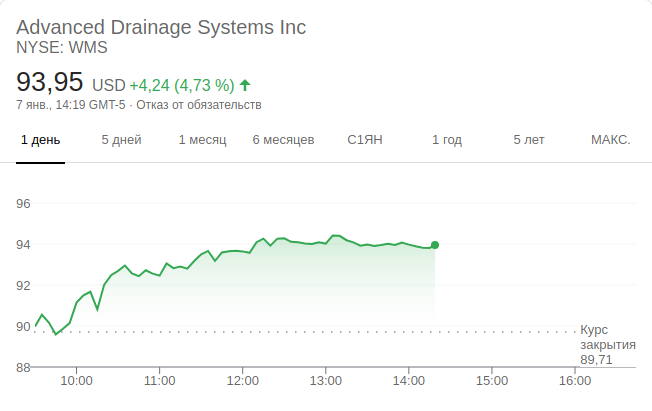 Advanced Drainage Systems Inc
NYSE: WMS
93,95 USD +4,24 (4,73 %)
7 янв., 14:19 GMT-5 · Отказ от обязательств
1 день 5 дней 1 месяц 6 месяцев С1ЯН 1 год 5 лет МАКС.
96
94
92
90
Курс
закрытия
89,71
88
10:00 11:00 12:00 13:00 14:00 15:00 16:00